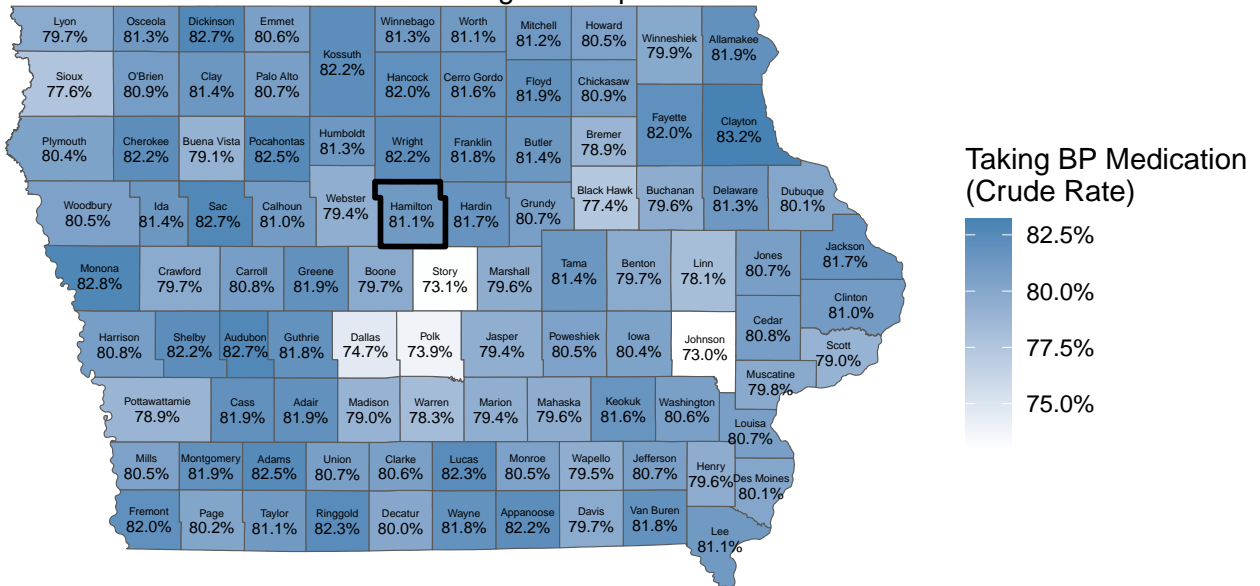 Lyon Osceola Dickinson Emmet Winnebago Worth Mitchell Howard Winneshiek Allamakee
79.7% 81.3% 82.7% 80.6% 81.3% 81.1% 81.2% 80.5% 79.9% 81.9%
Kossuth
82.2%
Sioux O'Brien Clay Palo Alto Hancock Cerro Gordo Floyd Chickasaw
77.6% 80.9% 81.4% 80.7% 82.0% 81.6% 81.9% 80.9%
Fayette Clayton
82.0% 83.2%
Plymouth Cherokee Buena Vista Pocahontas Humboldt Wright Franklin Butler Bremer
80.4% 82.2% 79.1% 82.5% 81.3% 82.2% 81.8% 81.4% 78.9%
Woodbury Ida Sac Calhoun Webster Hamilton Hardin Grundy Black Hawk Buchanan Delaware Dubuque
80.5% 81.4% 82.7% 81.0% 79.4% 81.1% 81.7% 80.7% 77.4% 79.6% 81.3% 80.1%
Monona Crawford Carroll Greene Boone Story Marshall Tama Benton Linn Jones Jackson
82.8% 79.7% 80.8% 81.9% 79.7% 73.1% 79.6% 81.4% 79.7% 78.1% 80.7% 81.7%
Clinton
81.0%
Harrison Shelby Audubon Guthrie Dallas Polk Jasper Poweshiek Iowa Johnson Cedar Scott
80.8% 82.2% 82.7% 81.8% 74.7% 73.9% 79.4% 80.5% 80.4% 73.0% 80.8% 79.0%
Muscatine
79.8%
Pottawattamie Cass Adair Madison Warren Marion Mahaska Keokuk Washington Louisa
78.9% 81.9% 81.9% 79.0% 78.3% 79.4% 79.6% 81.6% 80.6% 80.7%
Mills Montgomery Adams Union Clarke Lucas Monroe Wapello Jefferson Henry Des Moines
80.5% 81.9% 82.5% 80.7% 80.6% 82.3% 80.5% 79.5% 80.7% 79.6% 80.1%
Fremont Page Taylor Ringgold Decatur Wayne Appanoose Davis Van Buren Lee
82.0% 80.2% 81.1% 82.3% 80.0% 81.8% 82.2% 79.7% 81.8% 81.1%
Taking BP Medication
(Crude Rate)
82.5%
80.0%
77.5%
75.0%